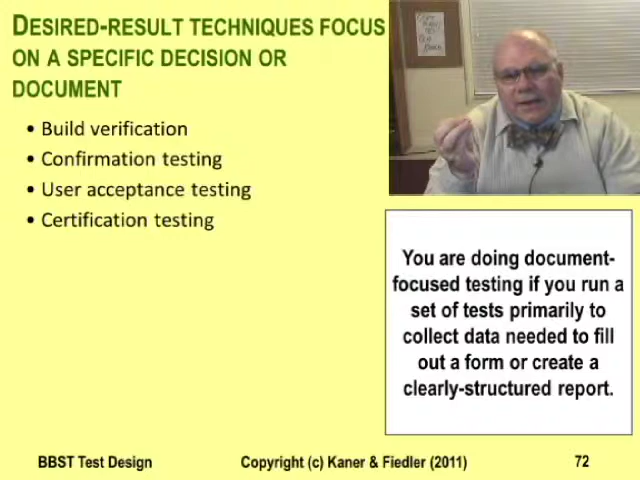 DESIRED-RESULT TECHNIQUES FOCUS
ON A SPECIFIC DECISION OR
DOCUMENT
• Build verification
• Confirmation testing
• User acceptance testing
• Certification testing
You are doing document-
focused testing if you run a
set of tests primarily to
collect data needed to fill
out a form or create a
clearly-structured report.
BBST Test Design
Copyright (c) Kaner & Fiedler (2011)
72